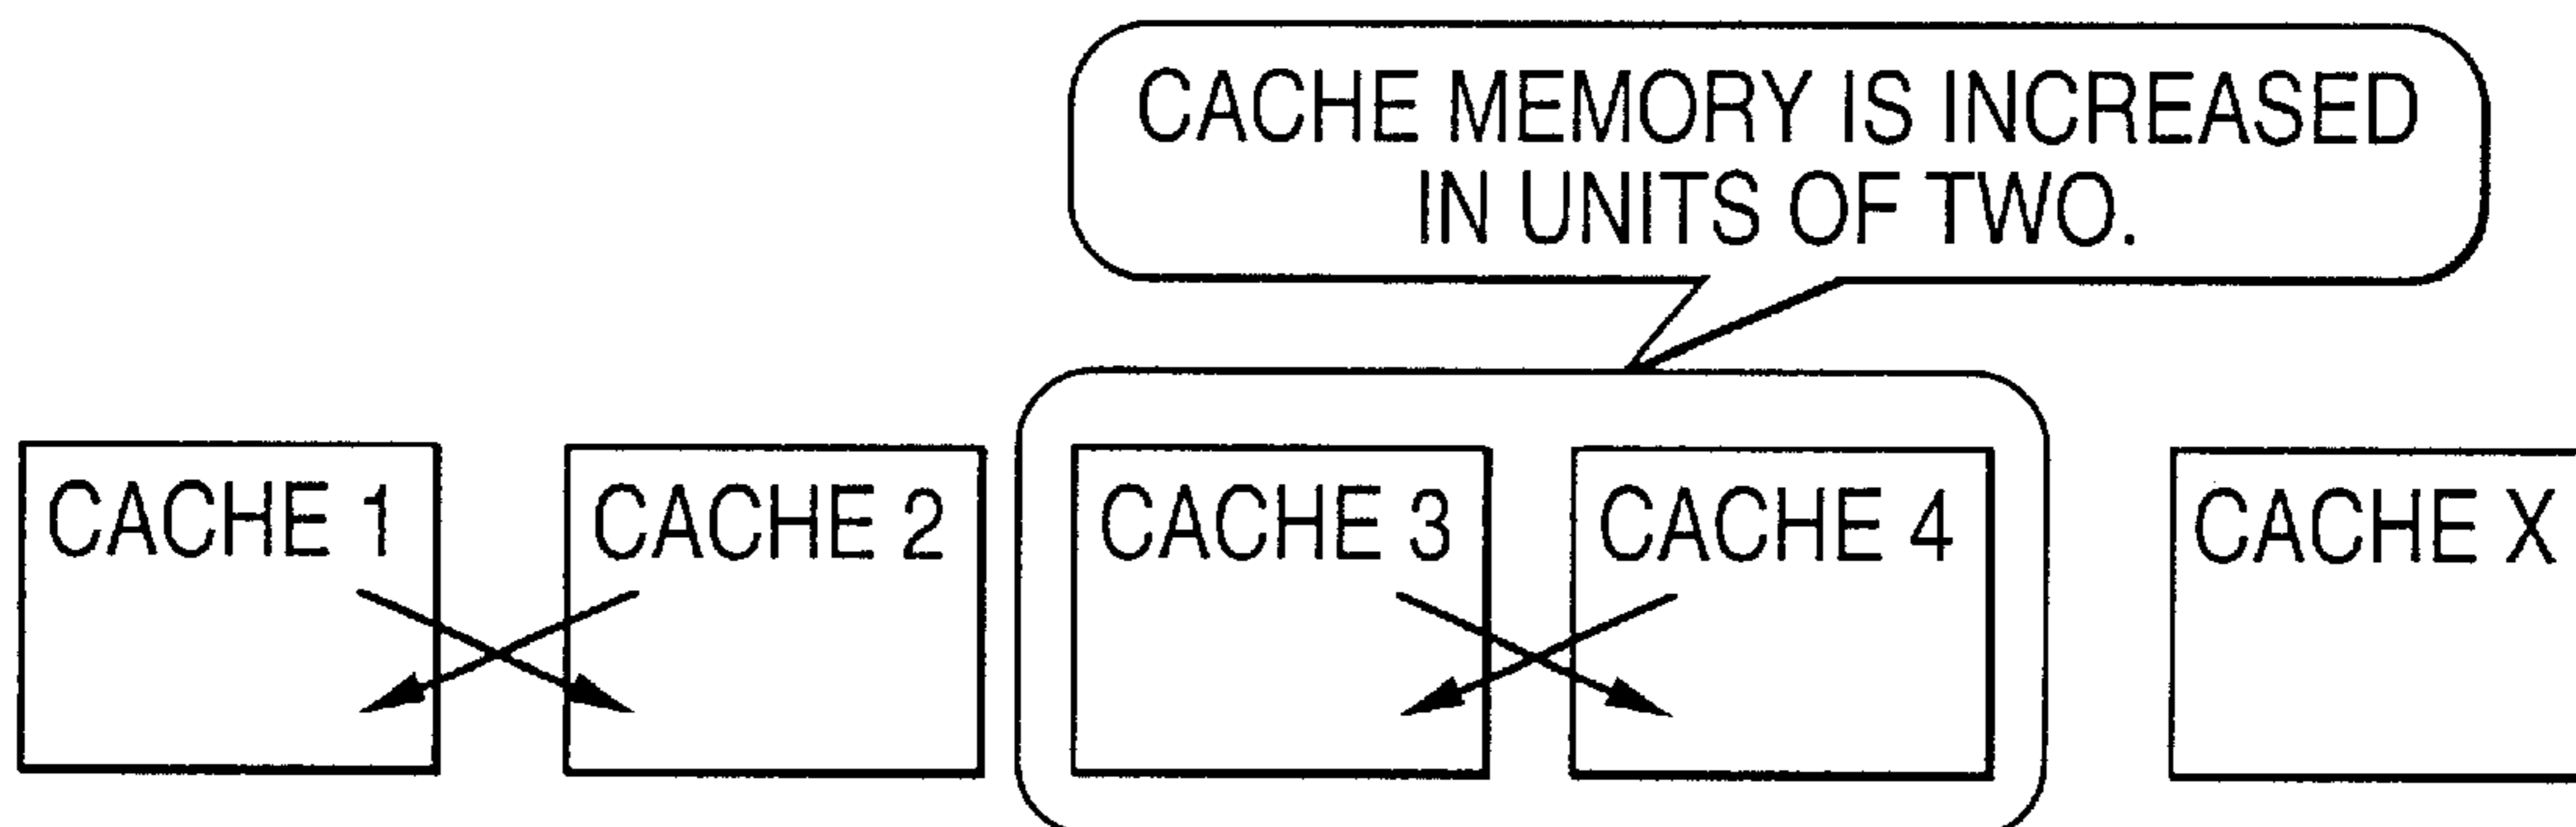 CACHE MEMORY IS INCREASED
IN UNITS OF TWO.
CACHE 1
CACHE 2
CACHE 3
CACHE 4
CACHE X